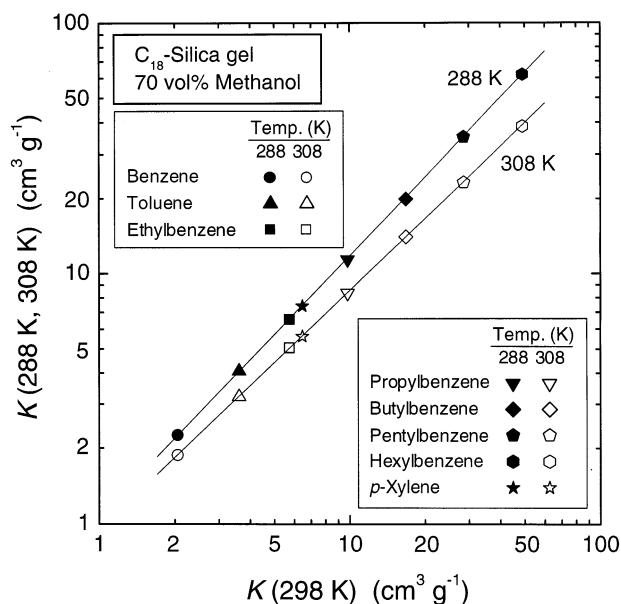 C₁₈-Silica gel
70 vol% Methanol
Temp. (K)
288 308
Benzene
Toluene
Ethylbenzene
288 K
308 K
Temp. (K)
288 308
Propylbenzene
Butylbenzene
Pentylbenzene
Hexylbenzene
p-Xylene
K (288 K, 308 K) (cm³ g⁻¹)
100
50
20
10
5
2
1
1 2 5 10 20 50 100
K (298 K) (cm³ g⁻¹)